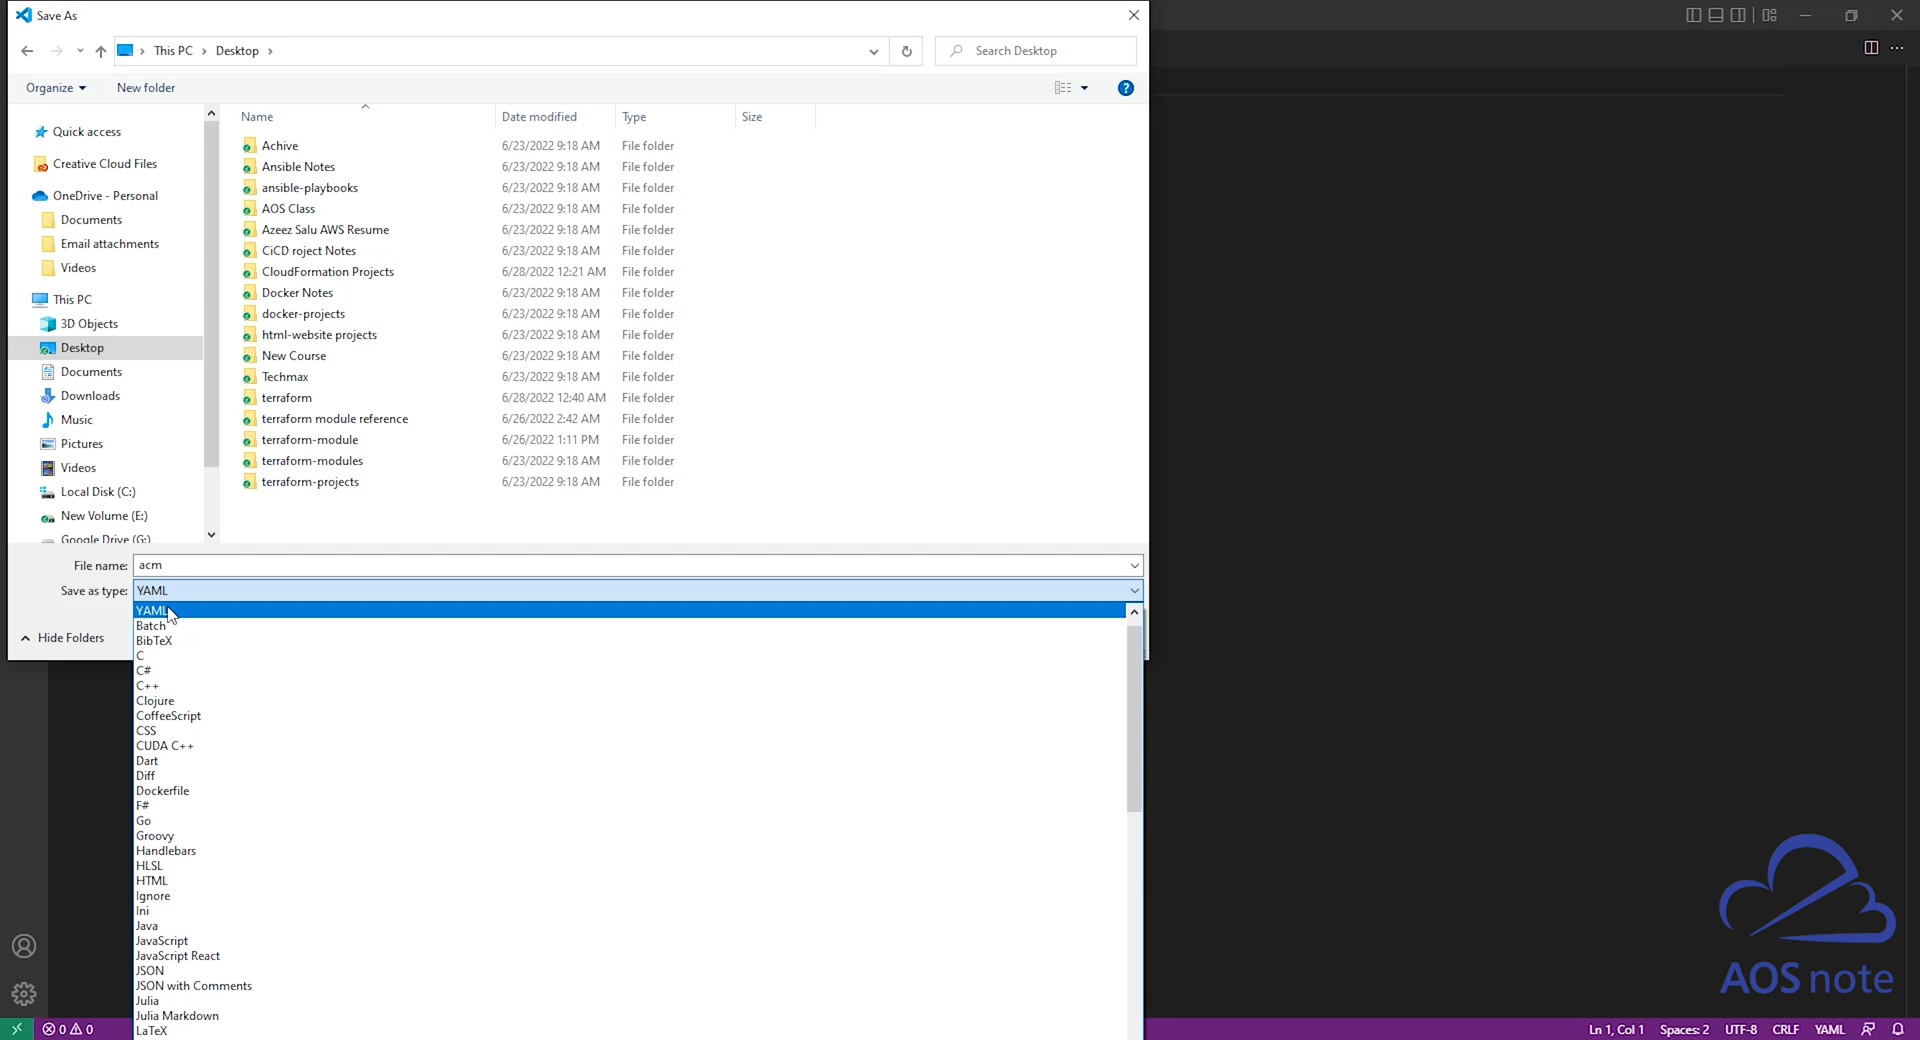 Save As
This PC
Desktop
Search Desktop
Organize
New folder
Name
Date modified
Type
Size
Quick access
Creative Cloud Files
OneDrive - Personal
Documents
Email attachments
Videos
This PC
3D Objects
Desktop
Documents
Downloads
Music
Pictures
Videos
Local Disk (C:)
New Volume (E:)
Google Drive (G:)
Achive 6/23/2022 9:18 AM File folder
Ansible Notes 6/23/2022 9:18 AM File folder
ansible-playbooks 6/23/2022 9:18 AM File folder
AOS Class 6/23/2022 9:18 AM File folder
Azeez Salu AWS Resume 6/23/2022 9:18 AM File folder
CiCD roject Notes 6/23/2022 9:18 AM File folder
CloudFormation Projects 6/28/2022 12:21 AM File folder
Docker Notes 6/23/2022 9:18 AM File folder
docker-projects 6/23/2022 9:18 AM File folder
html-website projects 6/23/2022 9:18 AM File folder
New Course 6/23/2022 9:18 AM File folder
Techmax 6/23/2022 9:18 AM File folder
terraform 6/28/2022 12:40 AM File folder
terraform module reference 6/26/2022 2:42 AM File folder
terraform-module 6/26/2022 1:11 PM File folder
terraform-modules 6/23/2022 9:18 AM File folder
terraform-projects 6/23/2022 9:18 AM File folder
File name: acm
Save as type: YAML
Hide Folders
YAML
Batch
BibTeX
C
C#
C++
Clojure
CoffeeScript
CSS
CUDA C++
Dart
Diff
Dockerfile
F#
Go
Groovy
Handlebars
HLSL
HTML
Ignore
Ini
Java
JavaScript
JavaScript React
JSON
JSON with Comments
Julia
Julia Markdown
LaTeX
AOS note
0 0
Ln 1, Col 1 Spaces: 2 UTF-8 CRLF YAML